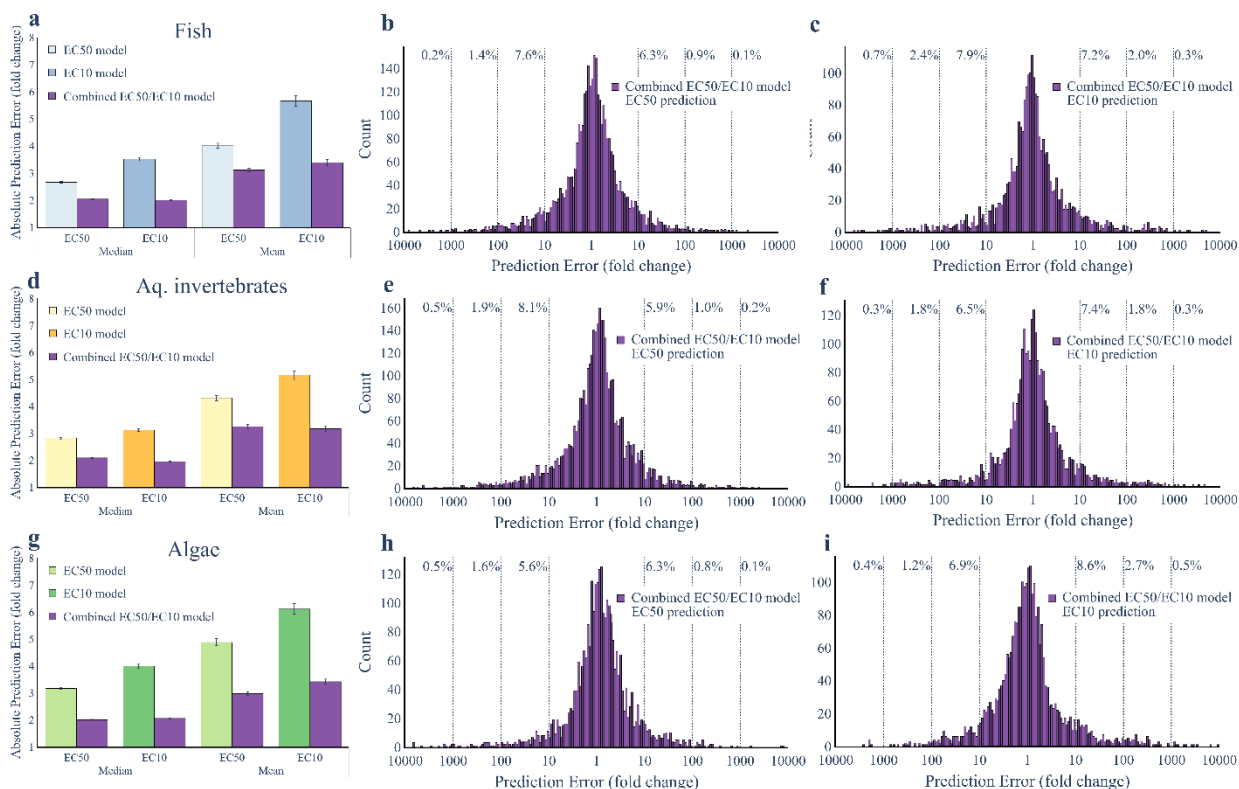 a
Fish
EC50 model
EC10 model
Combined EC50/EC10 model
Absolute Prediction Error (fold change)
8
7
6
5
4
3
2
1
EC50
EC10
EC50
EC10
Median
Mean
b
0.2%
1.4%
7.6%
6.3%
0.9%
0.1%
Combined EC50/EC10 model
EC50 prediction
Count
140
120
100
80
60
40
20
0
10000
1000
100
10
1
10
100
1000
10000
Prediction Error (fold change)
c
0.7%
2.4%
7.9%
7.2%
2.0%
0.3%
Combined EC50/EC10 model
EC10 prediction
100
80
60
40
20
0
10000
1000
100
10
1
10
100
1000
10000
Prediction Error (fold change)
d
Aq. invertebrates
EC50 model
EC10 model
Combined EC50/EC10 model
Absolute Prediction Error (fold change)
8
7
6
5
4
3
2
1
EC50
EC10
EC50
EC10
Median
Mean
e
0.5%
1.9%
8.1%
5.9%
1.0%
0.2%
Combined EC50/EC10 model
EC50 prediction
Count
160
140
120
100
80
60
40
20
0
10000
1000
100
10
1
10
100
1000
10000
Prediction Error (fold change)
f
0.3%
1.8%
6.5%
7.4%
1.8%
0.3%
Combined EC50/EC10 model
EC10 prediction
120
100
80
60
40
20
0
10000
1000
100
10
1
10
100
1000
10000
Prediction Error (fold change)
g
Algae
EC50 model
EC10 model
Combined EC50/EC10 model
Absolute Prediction Error (fold change)
8
7
6
5
4
3
2
1
EC50
EC10
EC50
EC10
Median
Mean
h
0.5%
1.6%
5.6%
6.3%
0.8%
0.1%
Combined EC50/EC10 model
EC50 prediction
Count
120
100
80
60
40
20
0
10000
1000
100
10
1
10
100
1000
10000
Prediction Error (fold change)
i
0.4%
1.2%
6.9%
8.6%
2.7%
0.5%
Combined EC50/EC10 model
EC10 prediction
100
80
60
40
20
0
10000
1000
100
10
1
10
100
1000
10000
Prediction Error (fold change)